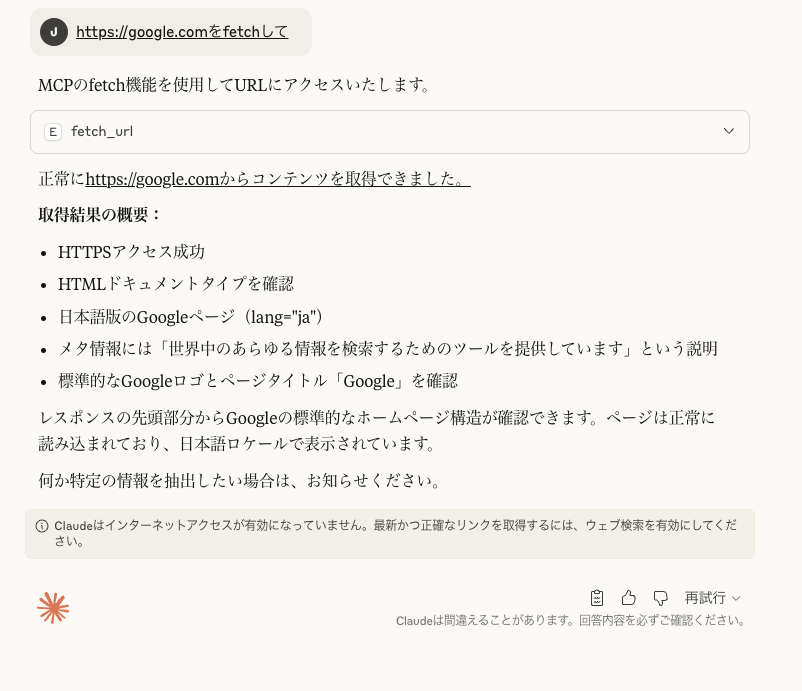 J https://google.comをfetchして
MCPのfetch機能を使用してURLにアクセスいたします。
E fetch_url
正常にhttps://google.comからコンテンツを取得できました。
取得結果の概要：
• HTTPSアクセス成功
• HTMLドキュメントタイプを確認
• 日本語版のGoogleページ（lang="ja"）
• メタ情報には「世界中のあらゆる情報を検索するためのツールを提供しています」という説明
• 標準的なGoogleロゴとページタイトル「Google」を確認
レスポンスの先頭部分からGoogleの標準的なホームページ構造が確認できます。ページは正常に
読み込まれており、日本語ロケールで表示されています。
何か特定の情報を抽出したい場合は、お知らせください。
Claudeはインターネットアクセスが有効になっていません。最新かつ正確なリンクを取得するには、ウェブ検索を有効にしてくだ
さい。
再試行
Claudeは間違えることがあります。回答内容を必ずご確認ください。